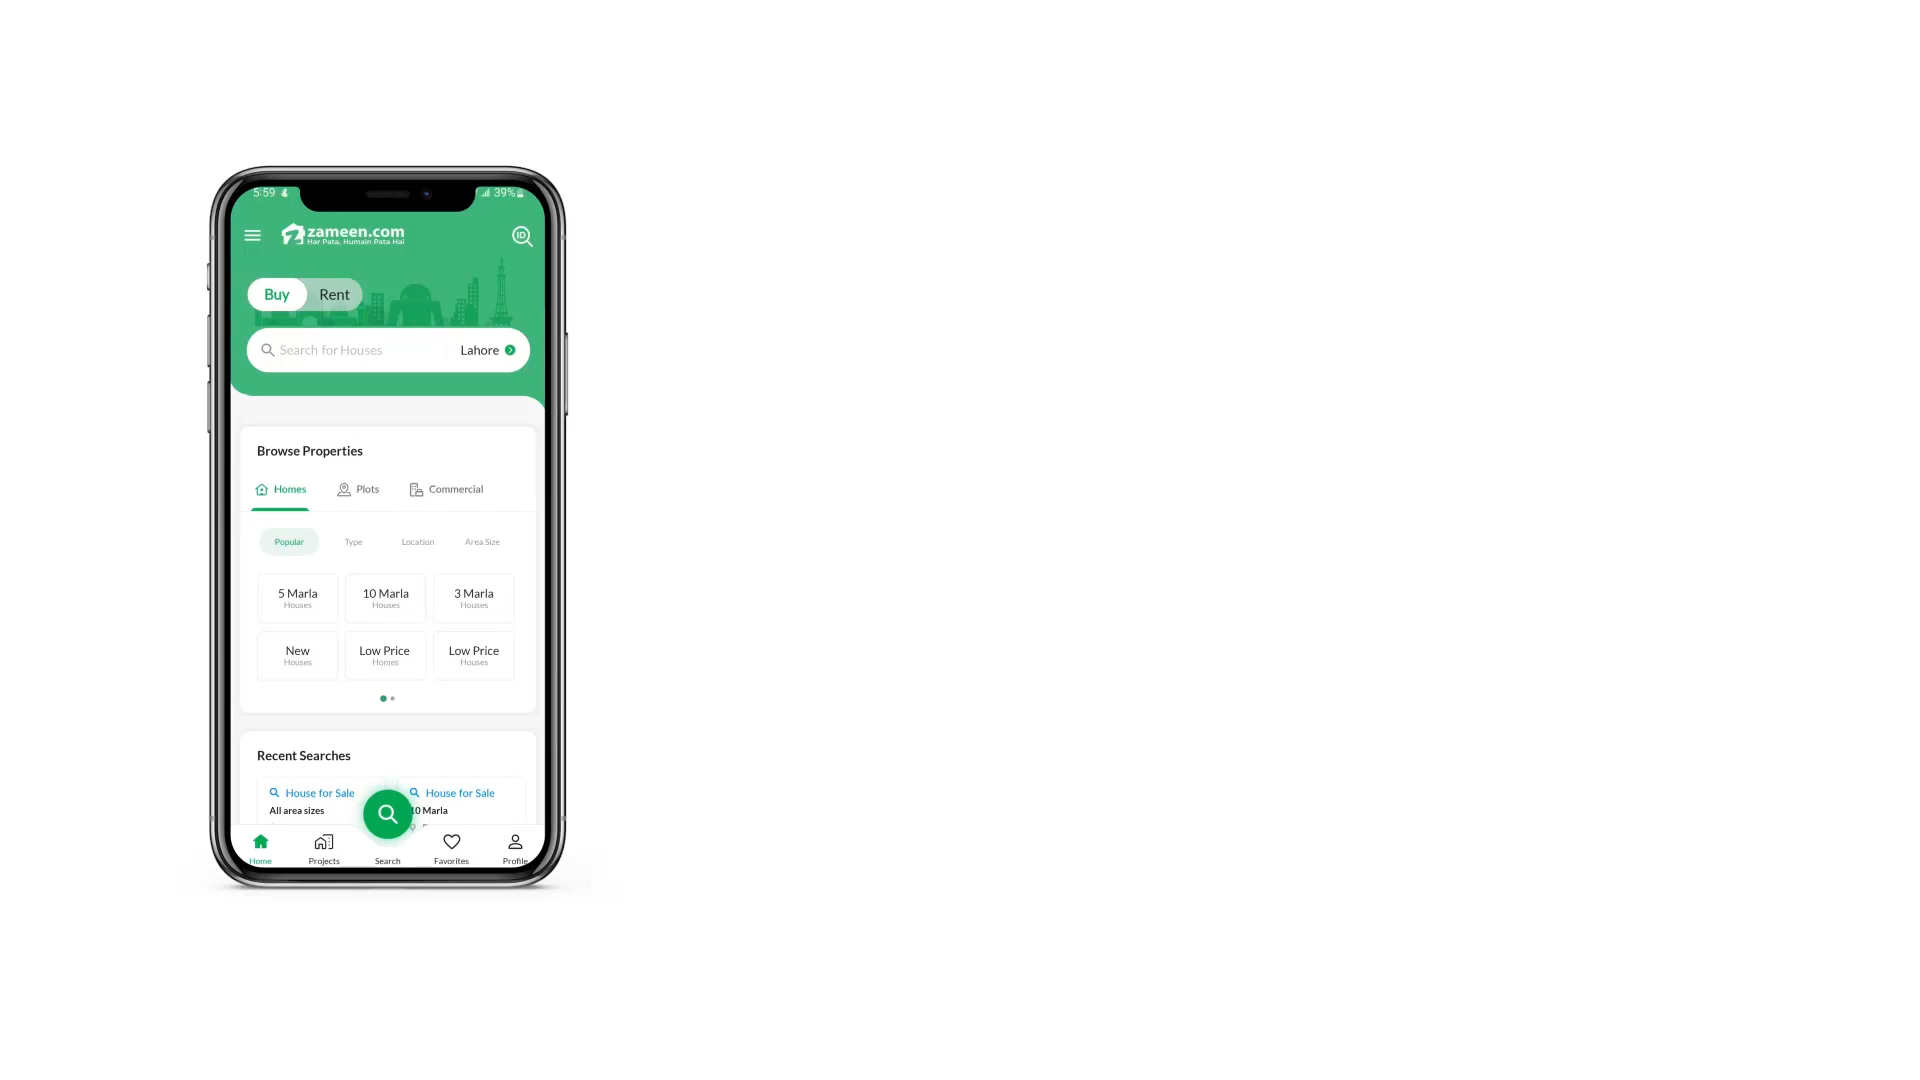 5:59
39%
zameen.com
Har Pata, Humain Pata Hai
ID
Buy Rent
Search for Houses Lahore
Browse Properties
Homes Plots Commercial
Popular Type Location Area Size
5 Marla 10 Marla 3 Marla
Houses Houses Houses
New Low Price Low Price
Houses Homes Houses
Recent Searches
House for Sale House for Sale
All area sizes 10 Marla
Home Projects Search Favorites Profile